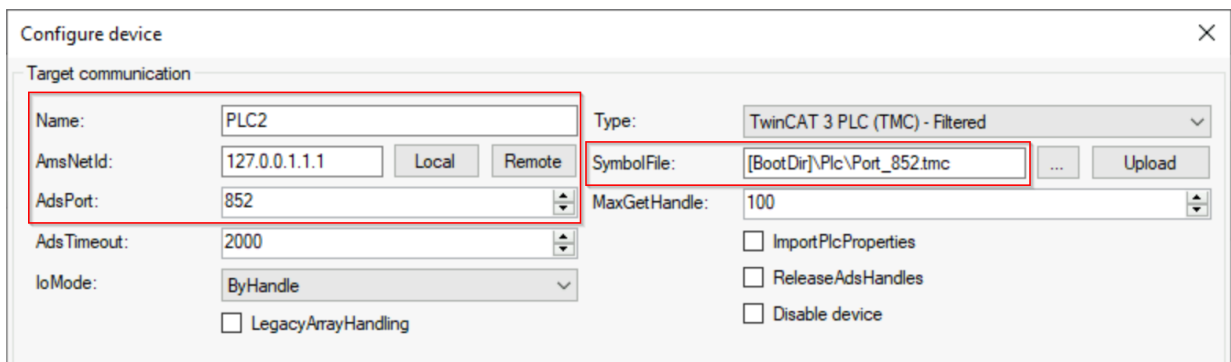 Configure device
Target communication
Name: PLC2
Type: TwinCAT 3 PLC (TMC) - Filtered
AmsNetId: 127.0.0.1.1.1 Local Remote
SymbolFile: [BootDir]\Plc\Port_852.tmc ... Upload
AdsPort: 852
MaxGetHandle: 100
AdsTimeout: 2000
ImportPlcProperties
IoMode: ByHandle
ReleaseAdsHandles
LegacyArrayHandling
Disable device